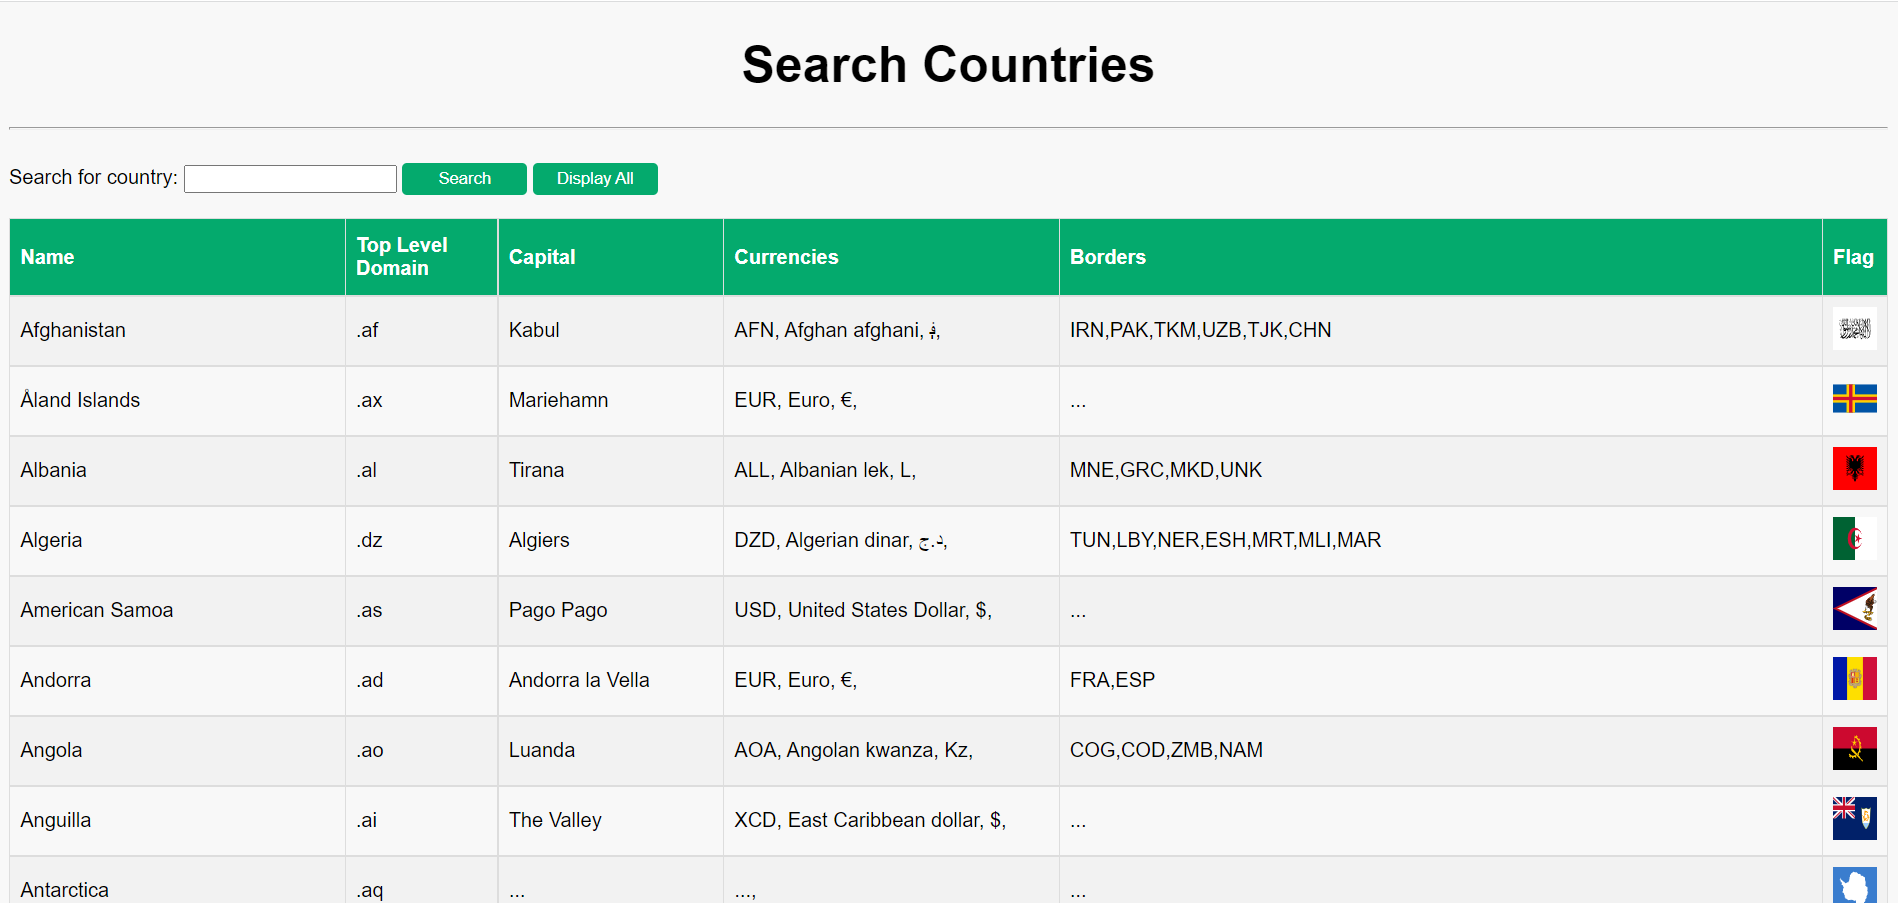 Search Countries
Search for country: Search Display All
Name Top Level Domain Capital Currencies Borders Flag
Afghanistan .af Kabul AFN, Afghan afghani, ؋, IRN,PAK,TKM,UZB,TJK,CHN
Åland Islands .ax Mariehamn EUR, Euro, €, ...
Albania .al Tirana ALL, Albanian lek, L, MNE,GRC,MKD,UNK
Algeria .dz Algiers DZD, Algerian dinar, د.ج, TUN,LBY,NER,ESH,MRT,MLI,MAR
American Samoa .as Pago Pago USD, United States Dollar, $, ...
Andorra .ad Andorra la Vella EUR, Euro, €, FRA,ESP
Angola .ao Luanda AOA, Angolan kwanza, Kz, COG,COD,ZMB,NAM
Anguilla .ai The Valley XCD, East Caribbean dollar, $, ...
Antarctica .aq ... ..., ...